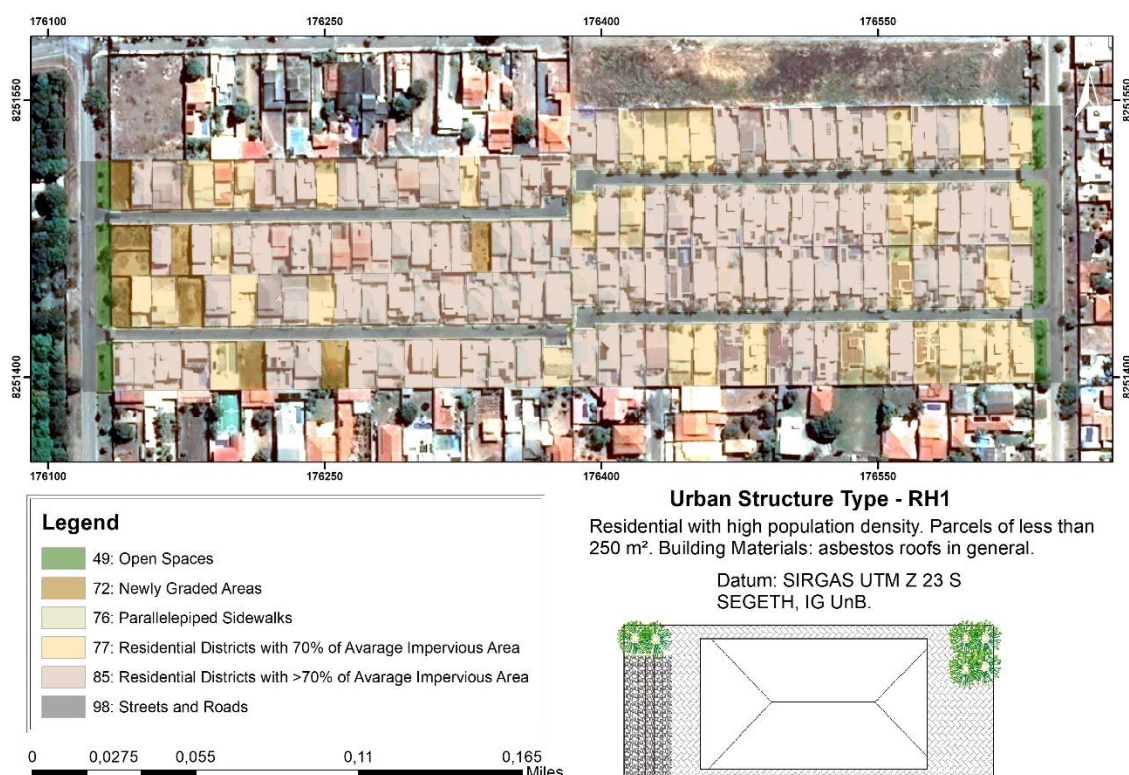 176100 176250 176400 176550
8251550 8251550
8251400 8251400
176100 176250 176400 176550
Legend
49: Open Spaces
72: Newly Graded Areas
76: Parallelepiped Sidewalks
77: Residential Districts with 70% of Avarage Impervious Area
85: Residential Districts with >70% of Avarage Impervious Area
98: Streets and Roads
0 0,0275 0,055 0,11 0,165
Miles
Urban Structure Type - RH1
Residential with high population density. Parcels of less than
250 m². Building Materials: asbestos roofs in general.
Datum: SIRGAS UTM Z 23 S
SEGETH, IG UnB.